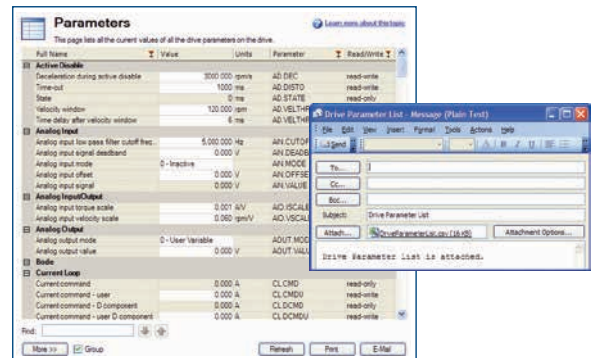 Parameters
Learn more about this topic
This page lists all the current values of all the drive parameters on the drive.
Full Name Value Units Parameter Read/Write
Active Disable
Deceleration during active disable 3000.000 rpm/s AD.DEC read-write
Time-out 1000 ms AD.DISTO read-write
State 0 ms AD.STATE read-only
Velocity window 120.000 rpm AD.VELTHR
Time delay after velocity window 6 ms AD.VELTHR
Analog Input
Analog input low pass filter cutoff freq... 5,000.000 Hz AN.CUTOF
Analog input signal deadband 0.000 V AN.DEADB
Analog input mode 0 - Inactive AN.MODE
Analog input offset 0.000 V AN.OFFSE
Analog input signal 0.000 V AN.VALUE
Analog Input/Output
Analog input torque scale 0.001 A/V AIO.ISCALE
Analog input velocity scale 0.060 rpm/V AIO.VSCAL
Analog Output
Analog output mode 0 - User Variable AOUT.MOD
Analog output value 0.000 V AOUT.VALU
Bode
Current Loop
Current command 0.000 A CL.CMD read-only
Current command - user 0.000 A CL.CMDU read-write
Current command - D component 0.000 A CL.DCMD read-only
Current command - user D component 0.000 A CL.DCMDU read-write
Find:
More >> Group Refresh Print E-Mail
Drive Parameter List - Message (Plain Text)
File Edit View Insert Format Tools Actions Help
Send A B I U
To...
Cc...
Bcc...
Subject: Drive Parameter List
Attach... DriveParameterList.csv (16 KB) Attachment Options...
Drive Parameter List is attached.